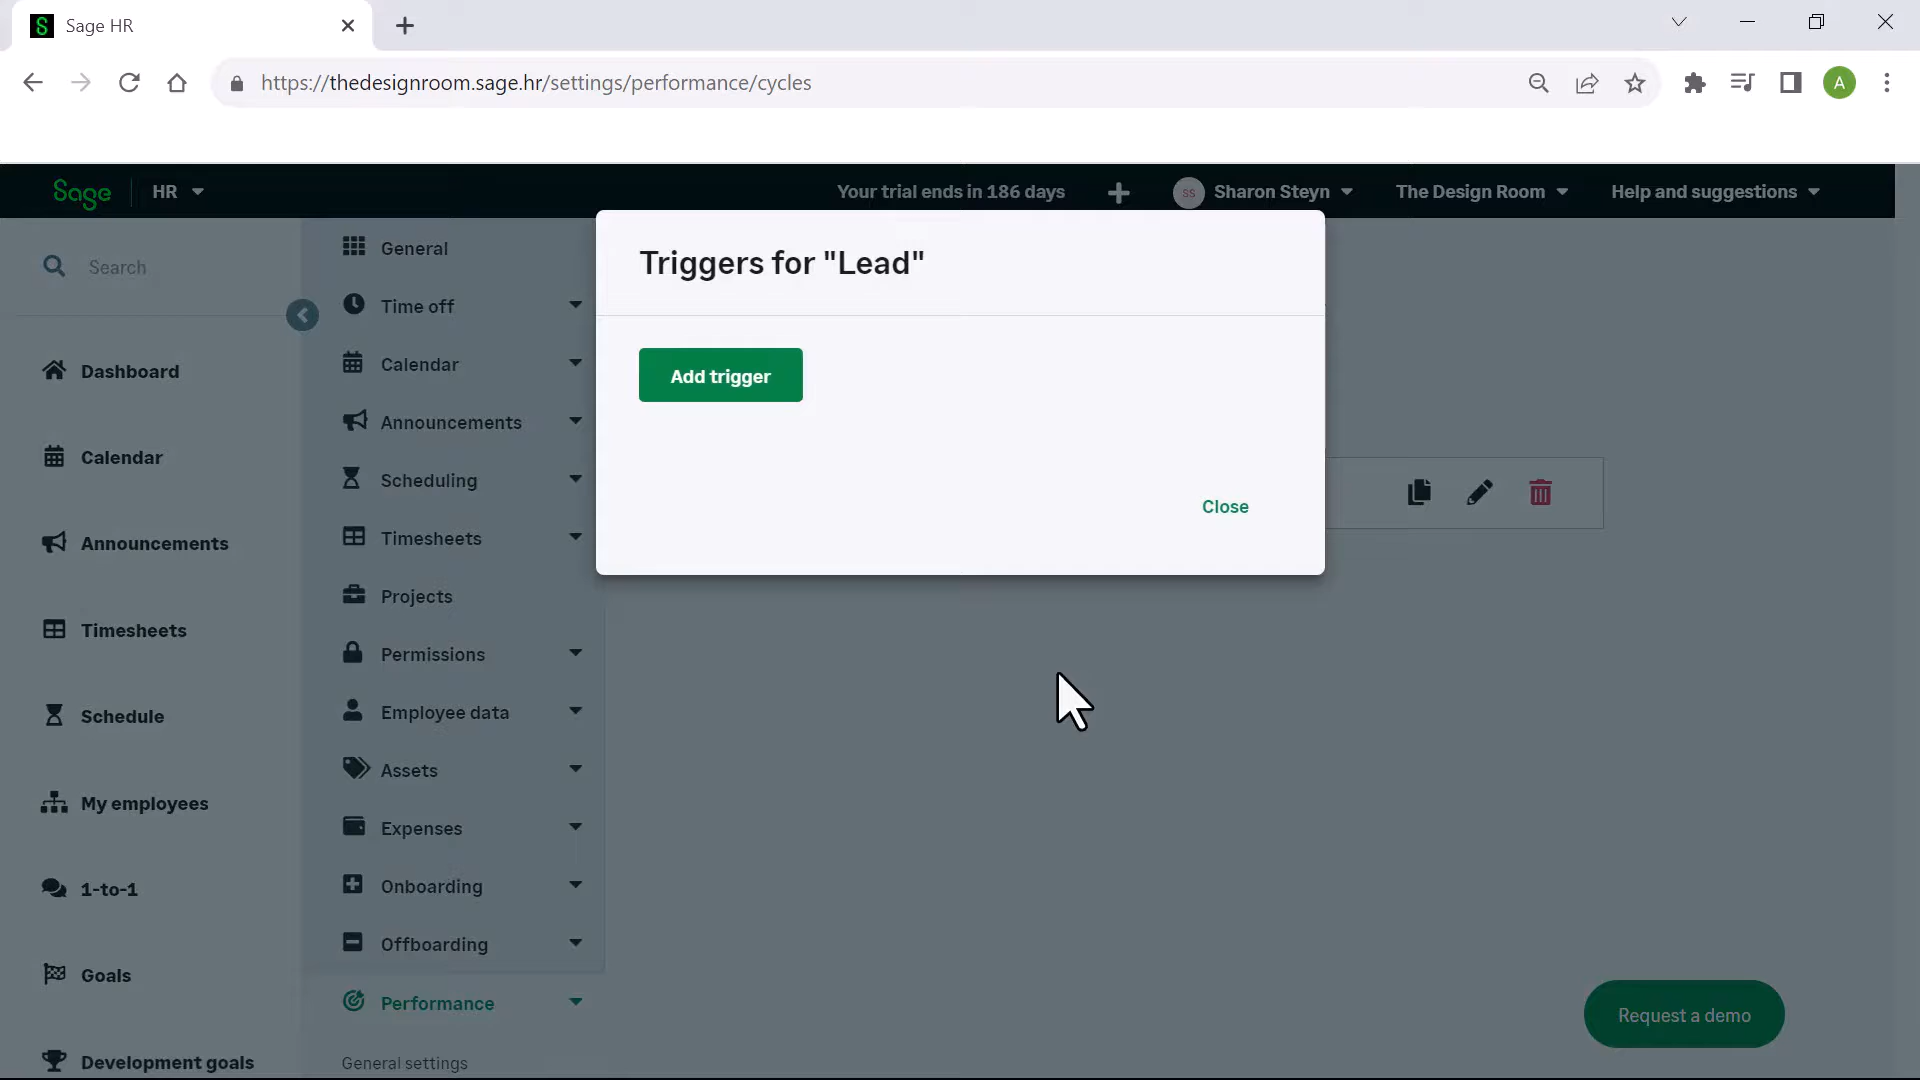 Sage HR
https://thedesignroom.sage.hr/settings/performance/cycles
A
Sage
HR
Your trial ends in 186 days
SS
Sharon Steyn
The Design Room
Help and suggestions
Search
Dashboard
Calendar
Announcements
Timesheets
Schedule
My employees
1-to-1
Goals
Development goals
General
Time off
Calendar
Announcements
Scheduling
Timesheets
Projects
Permissions
Employee data
Assets
Expenses
Onboarding
Offboarding
Performance
General settings
Triggers for "Lead"
Add trigger
Close
Request a demo